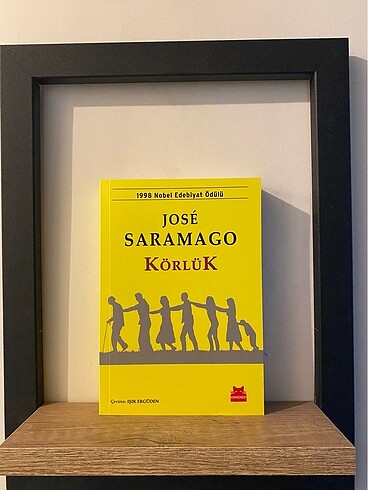 1998 Nobel Edebiyat Ödülü
JOSÉ
SARAMAGO
KÖRLÜK
Çeviren: IŞIK ERGÜDEN